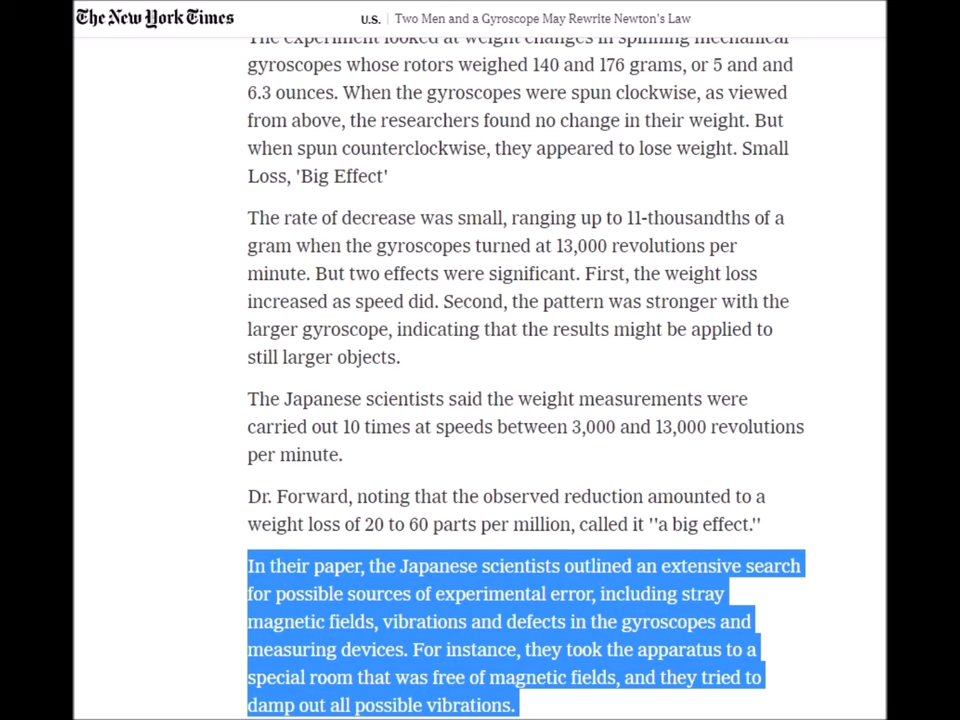 The New York Times
U.S. | Two Men and a Gyroscope May Rewrite Newton's Law
The experiment looked at weight changes in spinning mechanical
gyroscopes whose rotors weighed 140 and 176 grams, or 5 and and
6.3 ounces. When the gyroscopes were spun clockwise, as viewed
from above, the researchers found no change in their weight. But
when spun counterclockwise, they appeared to lose weight. Small
Loss, 'Big Effect'
The rate of decrease was small, ranging up to 11-thousandths of a
gram when the gyroscopes turned at 13,000 revolutions per
minute. But two effects were significant. First, the weight loss
increased as speed did. Second, the pattern was stronger with the
larger gyroscope, indicating that the results might be applied to
still larger objects.
The Japanese scientists said the weight measurements were
carried out 10 times at speeds between 3,000 and 13,000 revolutions
per minute.
Dr. Forward, noting that the observed reduction amounted to a
weight loss of 20 to 60 parts per million, called it ''a big effect.''
In their paper, the Japanese scientists outlined an extensive search
for possible sources of experimental error, including stray
magnetic fields, vibrations and defects in the gyroscopes and
measuring devices. For instance, they took the apparatus to a
special room that was free of magnetic fields, and they tried to
damp out all possible vibrations.